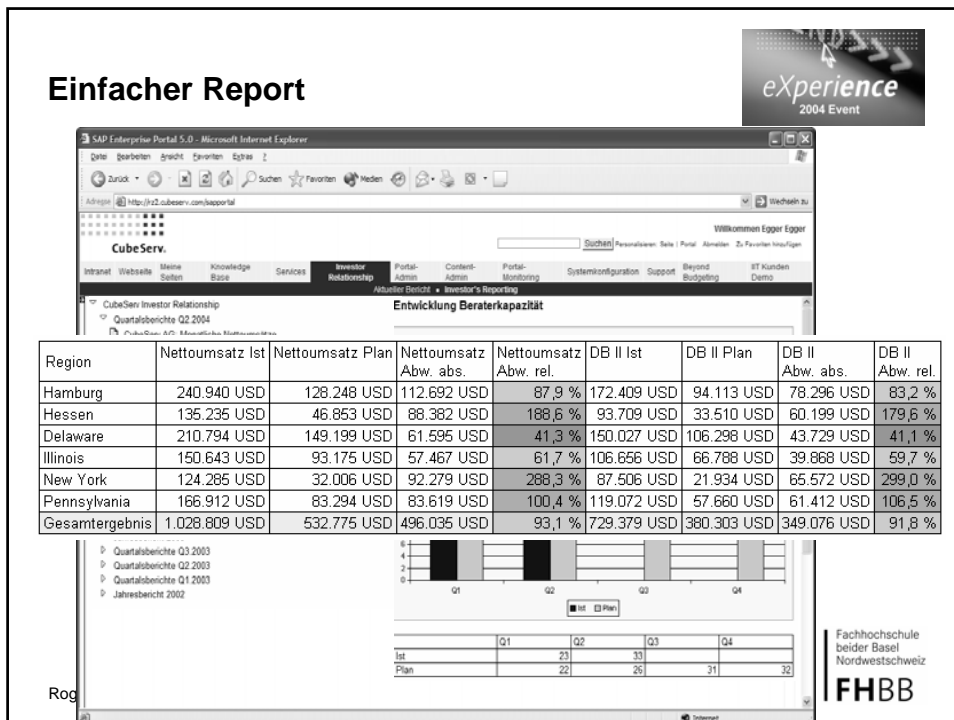 Einfacher Report
eXperience
2004 Event
SAP Enterprise Portal 5.0 - Microsoft Internet Explorer
Datei Bearbeiten Ansicht Favoriten Extras ?
Zurück Suchen Favoriten Medien
Adresse http://rz2.cubeserv.com/sapportal Wechseln zu
CubeServ.
Willkommen Egger Egger
Suchen Personalisieren: Seite | Portal Abmelden Zu Favoriten hinzufügen
Intranet Webseite Meine Seiten Knowledge Base Services Investor Relationship Portal-Admin Content-Admin Portal-Monitoring Systemkonfiguration Support Beyond Budgeting IIT Kunden Demo
Aktueller Bericht Investor's Reporting
CubeServ Investor Relationship
Entwicklung Beraterkapazität
Quartalsberichte Q2.2004
CubeServ AG: Monatliche Nettoumsätze
Region Nettoumsatz Ist Nettoumsatz Plan Nettoumsatz Abw. abs. Nettoumsatz Abw. rel. DB II Ist DB II Plan DB II Abw. abs. DB II Abw. rel.
Hamburg 240.940 USD 128.248 USD 112.692 USD 87,9 % 172.409 USD 94.113 USD 78.296 USD 83,2 %
Hessen 135.235 USD 46.853 USD 88.382 USD 188,6 % 93.709 USD 33.510 USD 60.199 USD 179,6 %
Delaware 210.794 USD 149.199 USD 61.595 USD 41,3 % 150.027 USD 106.298 USD 43.729 USD 41,1 %
Illinois 150.643 USD 93.175 USD 57.467 USD 61,7 % 106.656 USD 66.788 USD 39.868 USD 59,7 %
New York 124.285 USD 32.006 USD 92.279 USD 288,3 % 87.506 USD 21.934 USD 65.572 USD 299,0 %
Pennsylvania 166.912 USD 83.294 USD 83.619 USD 100,4 % 119.072 USD 57.660 USD 61.412 USD 106,5 %
Gesamtergebnis 1.028.809 USD 532.775 USD 496.035 USD 93,1 % 729.379 USD 380.303 USD 349.076 USD 91,8 %
Quartalsberichte Q3.2003
Quartalsberichte Q2.2003
Quartalsberichte Q1.2003
Jahresbericht 2002
6
4
2
0
Q1 Q2 Q3 Q4
Ist Plan
Q1 Q2 Q3 Q4
Ist 23 33
Plan 22 26 31 32
Rog
Internet
Fachhochschule
beider Basel
Nordwestschweiz
FHBB